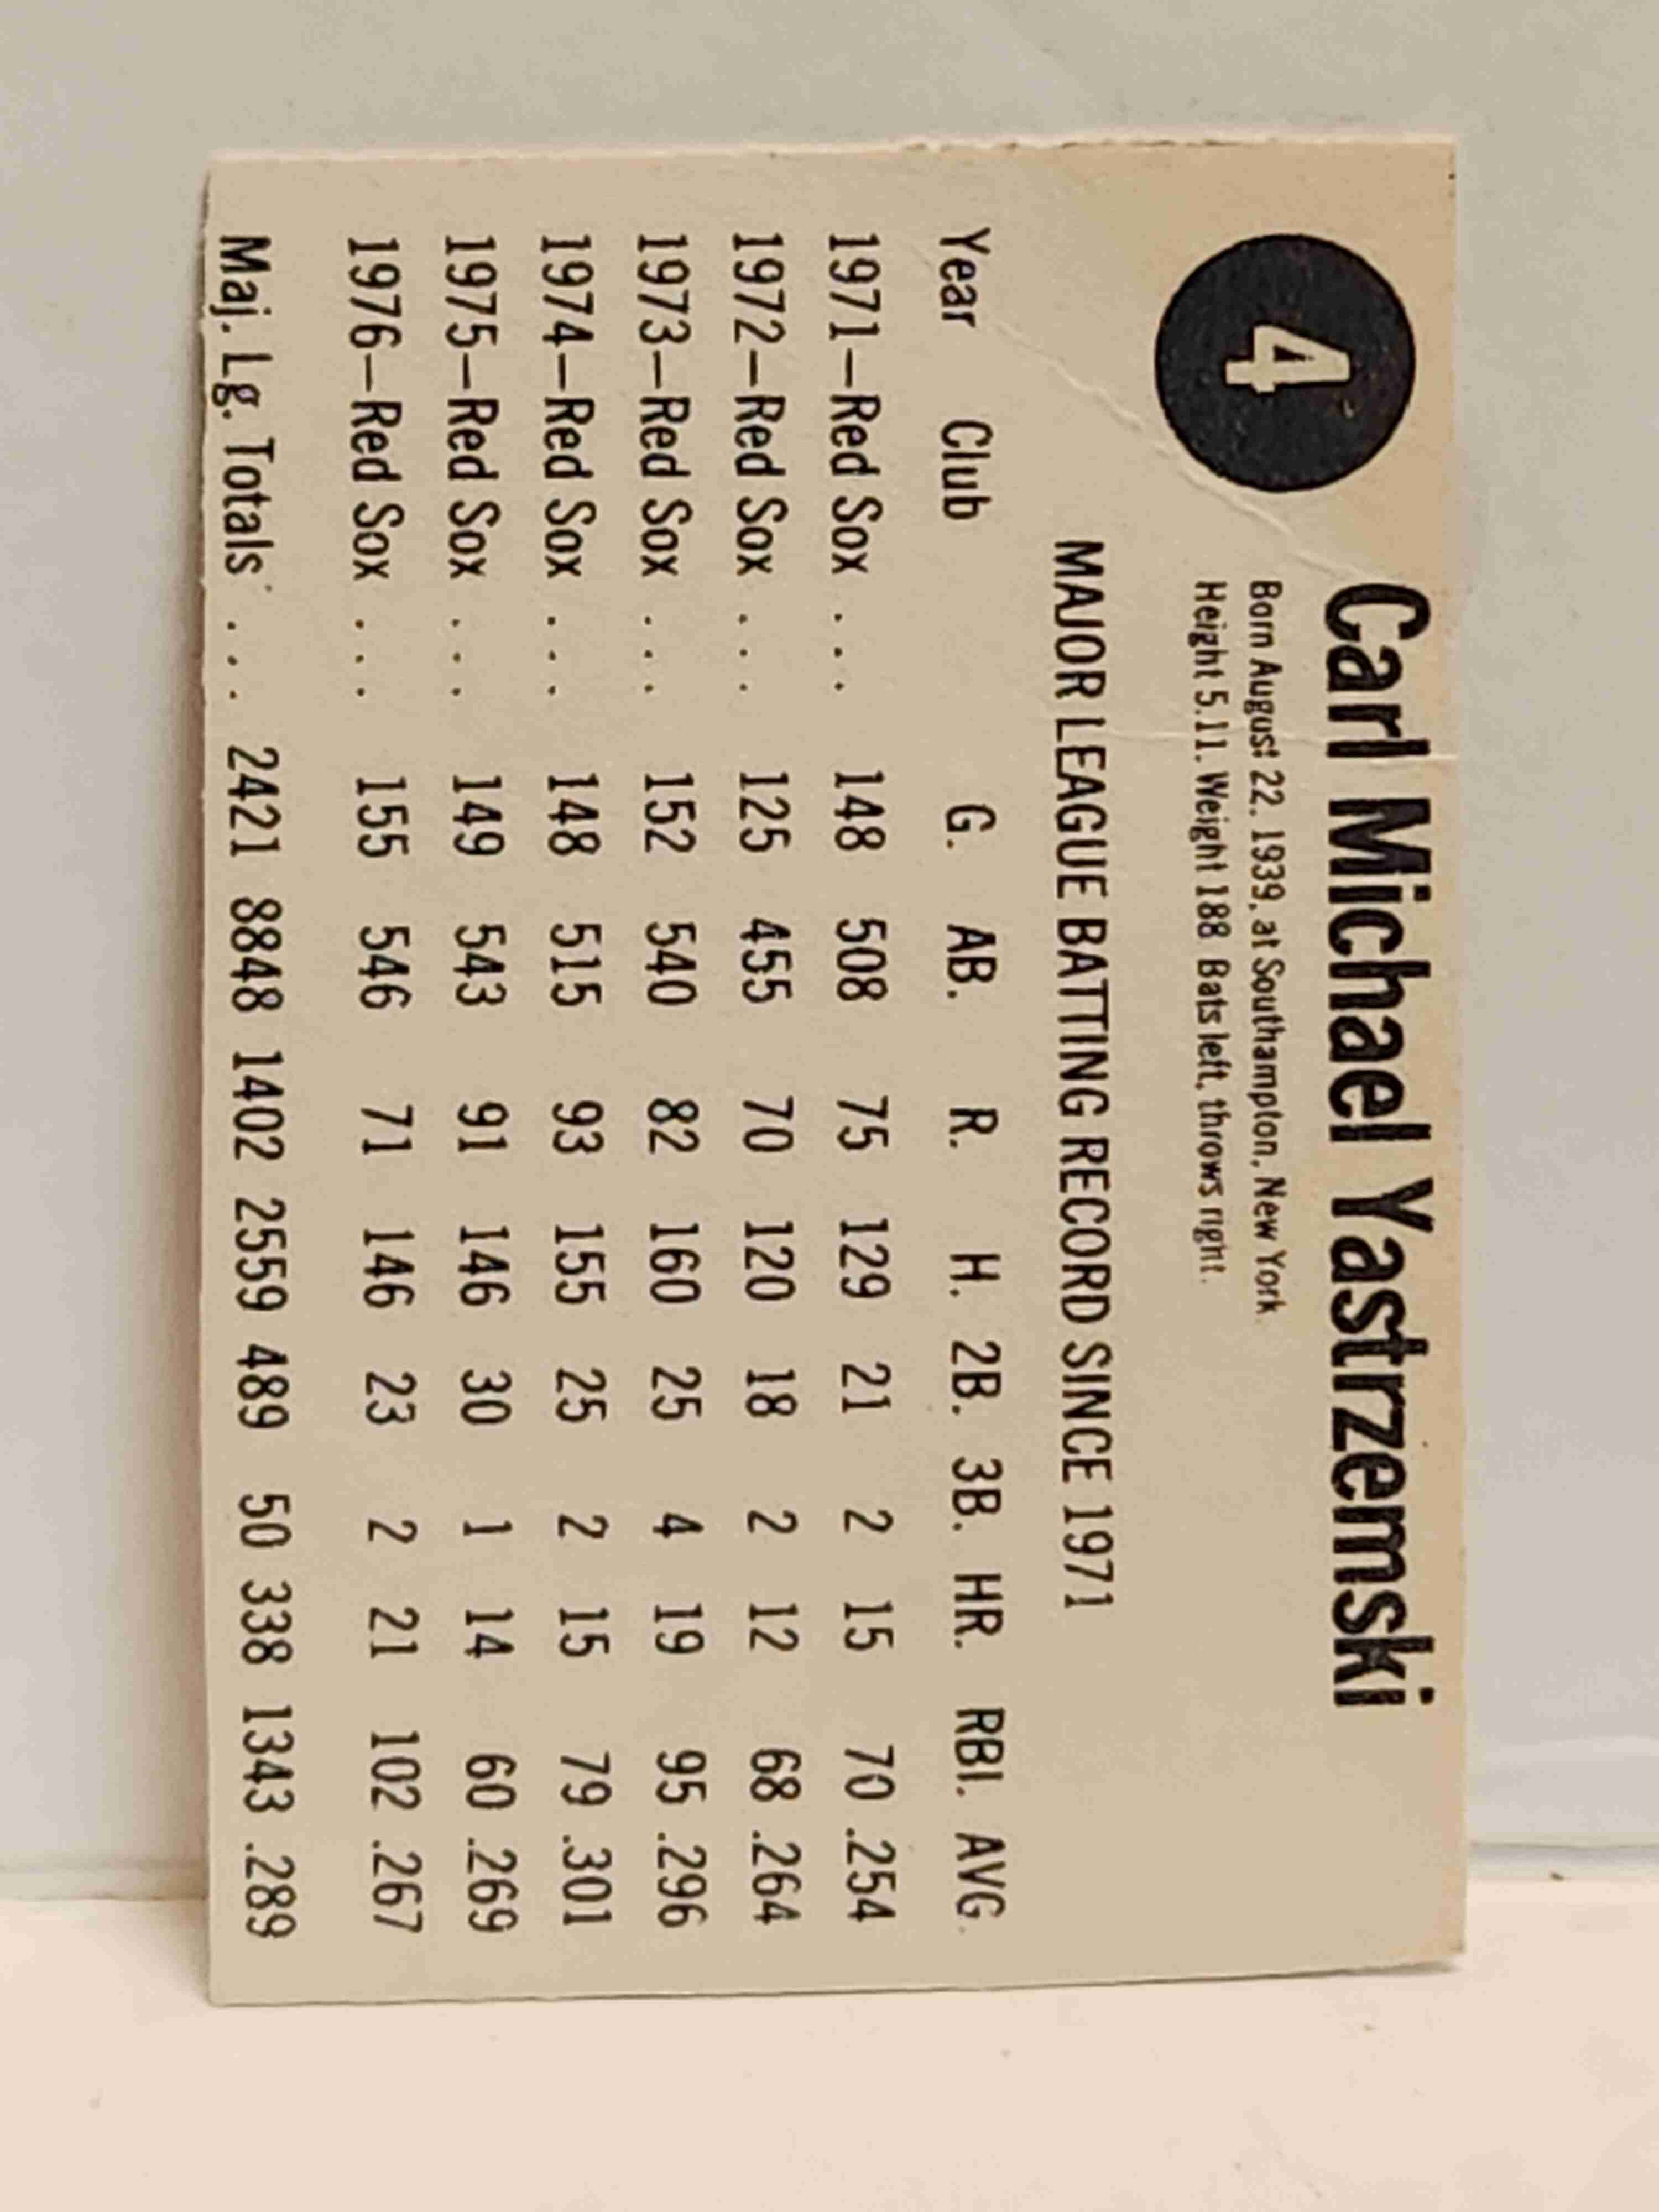 4
Carl Michael Yastrzemski
Born August 22. 1939, at Southampton, New York.
Height 5.11. Weight 188 Bats left, throws right.
MAJOR LEAGUE BATTING RECORD SINCE 1971
Year Club G. AB. R. H. 2B. 3B. HR. RBI. AVG.
1971—Red Sox . . . 148 508 75 129 21 2 15 70 .254
1972—Red Sox . . . 125 455 70 120 18 2 12 68 .264
1973—Red Sox . . . 152 540 82 160 25 4 19 95 .296
1974—Red Sox . . . 148 515 93 155 25 2 15 79 .301
1975—Red Sox . . . 149 543 91 146 30 1 14 60 .269
1976—Red Sox . . . 155 546 71 146 23 2 21 102 .267
Maj. Lg. Totals . . . 2421 8848 1402 2559 489 50 338 1343 .289